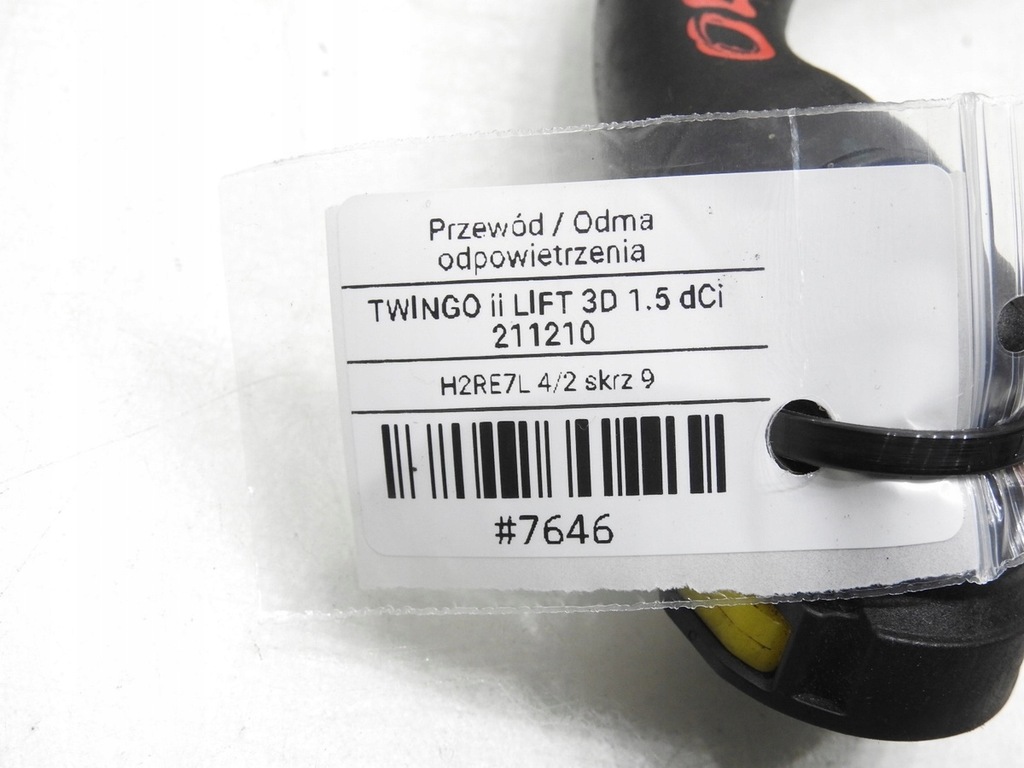 Przewód / Odma
odpowietrzenia
TWINGO ii LIFT 3D 1.5 dCi
211210
H2RE7L 4/2 skrz 9
#7646